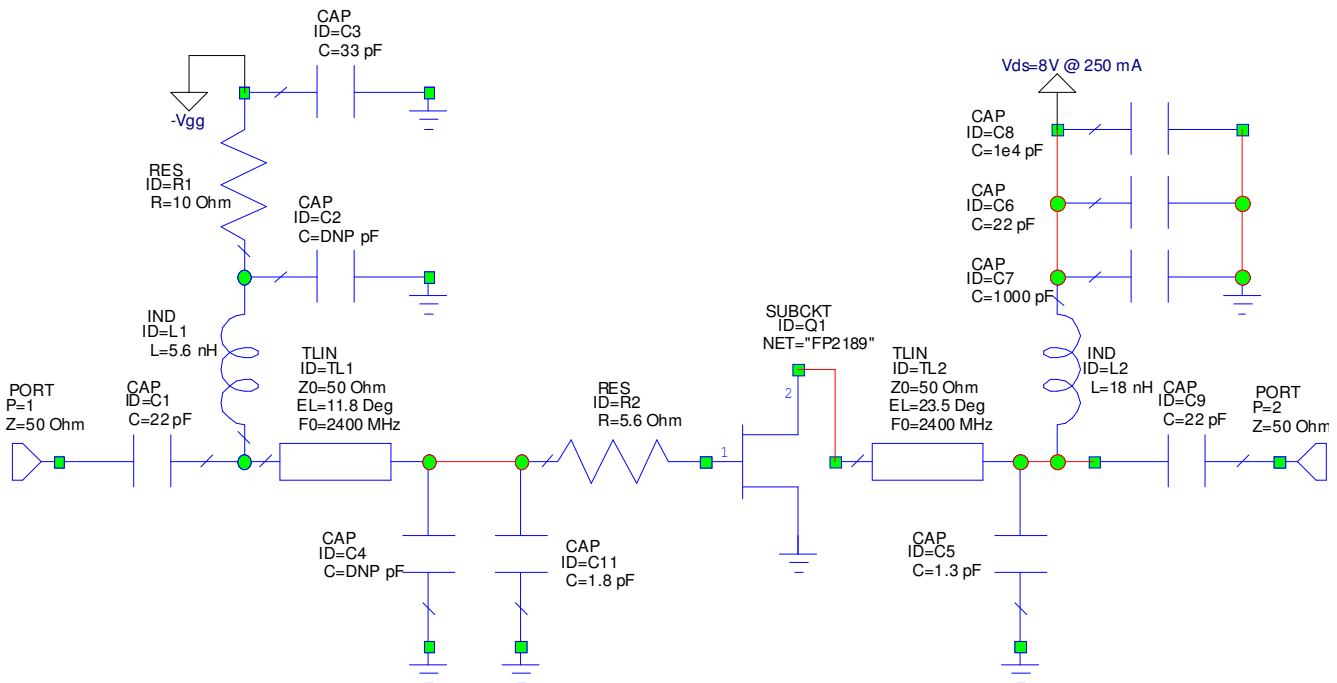 CAP
ID=C3
C=33 pF
-Vgg
RES
ID=R1
R=10 Ohm
CAP
ID=C2
C=DNP pF
IND
ID=L1
L=5.6 nH
PORT
P=1
Z=50 Ohm
CAP
ID=C1
C=22 pF
TLIN
ID=TL1
Z0=50 Ohm
EL=11.8 Deg
F0=2400 MHz
CAP
ID=C4
C=DNP pF
CAP
ID=C11
C=1.8 pF
RES
ID=R2
R=5.6 Ohm
SUBCKT
ID=Q1
NET="FP2189"
1
2
TLIN
ID=TL2
Z0=50 Ohm
EL=23.5 Deg
F0=2400 MHz
Vds=8V @ 250 mA
CAP
ID=C8
C=1e4 pF
CAP
ID=C6
C=22 pF
CAP
ID=C7
C=1000 pF
IND
ID=L2
L=18 nH
CAP
ID=C5
C=1.3 pF
CAP
ID=C9
C=22 pF
PORT
P=2
Z=50 Ohm